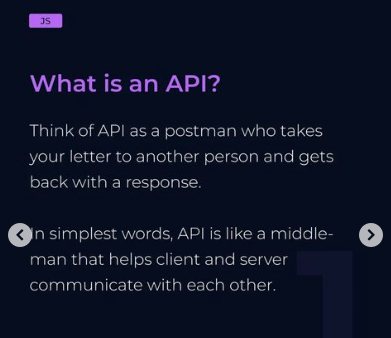 JS
What is an API?
Think of API as a postman who takes
your letter to another person and gets
back with a response.
In simplest words, API is like a middle-
man that helps client and server
communicate with each other.
1